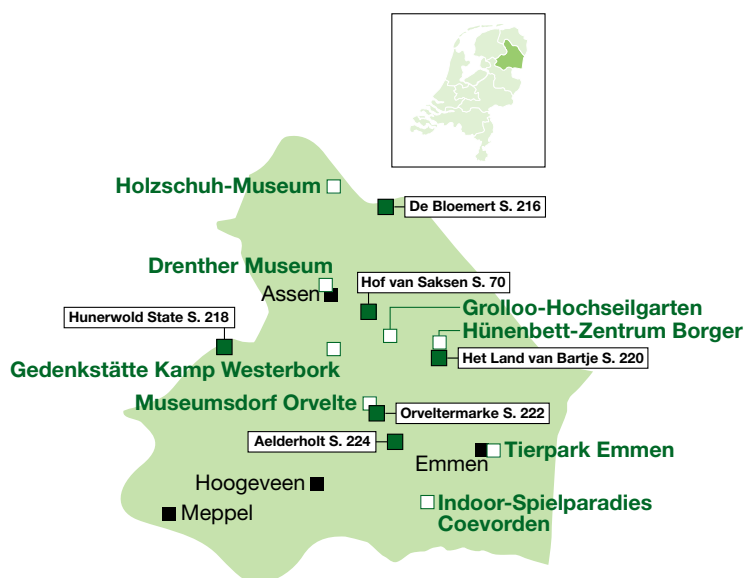 Holzschuh-Museum
De Bloemert S. 216
Drenther Museum
Hof van Saksen S. 70
Assen
Grolloo-Hochseilgarten
Hunerwold State S. 218
Hünenbett-Zentrum Borger
Het Land van Bartje S. 220
Gedenkstätte Kamp Westerbork
Museumsdorf Orvelte
Orveltermarke S. 222
Aelderholt S. 224
Tierpark Emmen
Emmen
Hoogeveen
Indoor-Spielparadies
Coevorden
Meppel